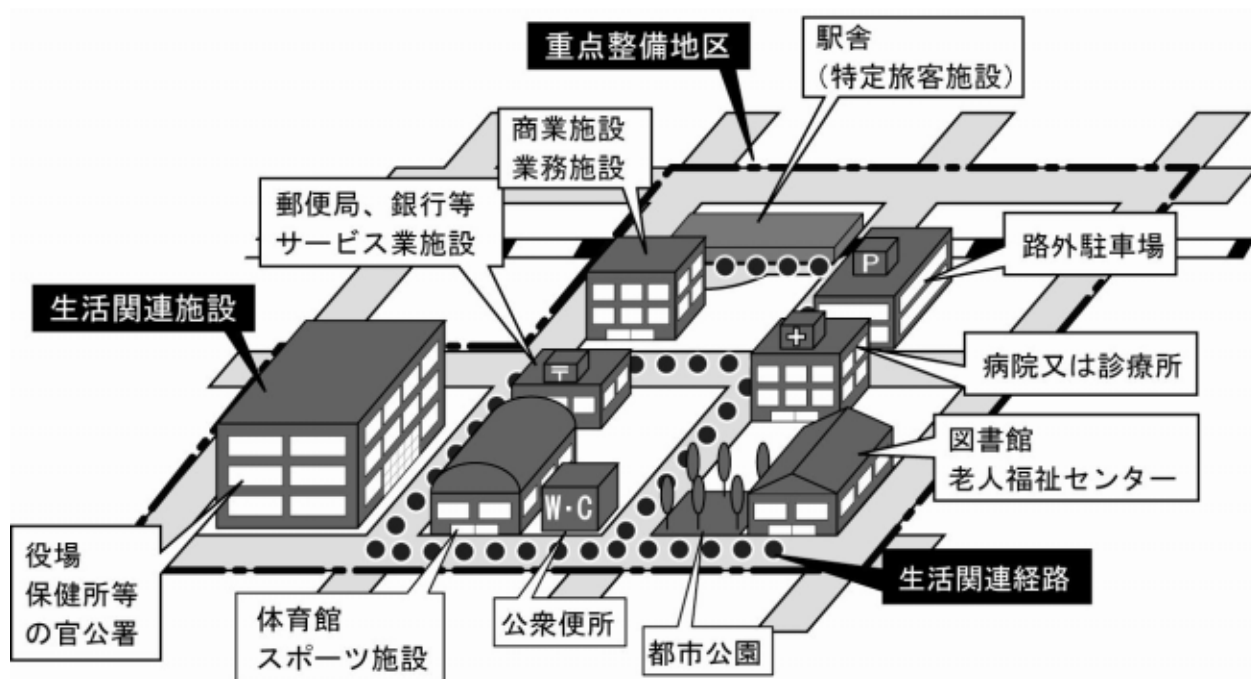 重点整備地区
駅舎
（特定旅客施設）
商業施設
業務施設
郵便局、銀行等
サービス業施設
路外駐車場
P
生活関連施設
病院又は診療所
〒
図書館
老人福祉センター
W・C
役場
保健所等
の官公署
体育館
スポーツ施設
公衆便所
都市公園
生活関連経路